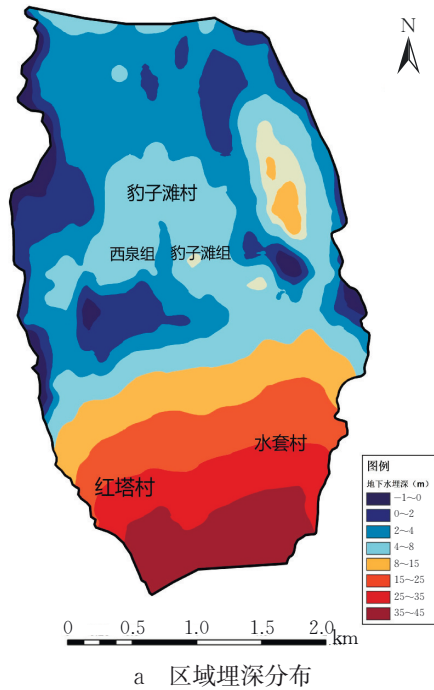 N
豹子滩村
西泉组
豹子滩组
水套村
红塔村
图例
地下水埋深（m）
−1～0
0～2
2～4
4～8
8～15
15～25
25～35
35～45
0 0.5 1.0 1.5 2.0
km
a 区域埋深分布